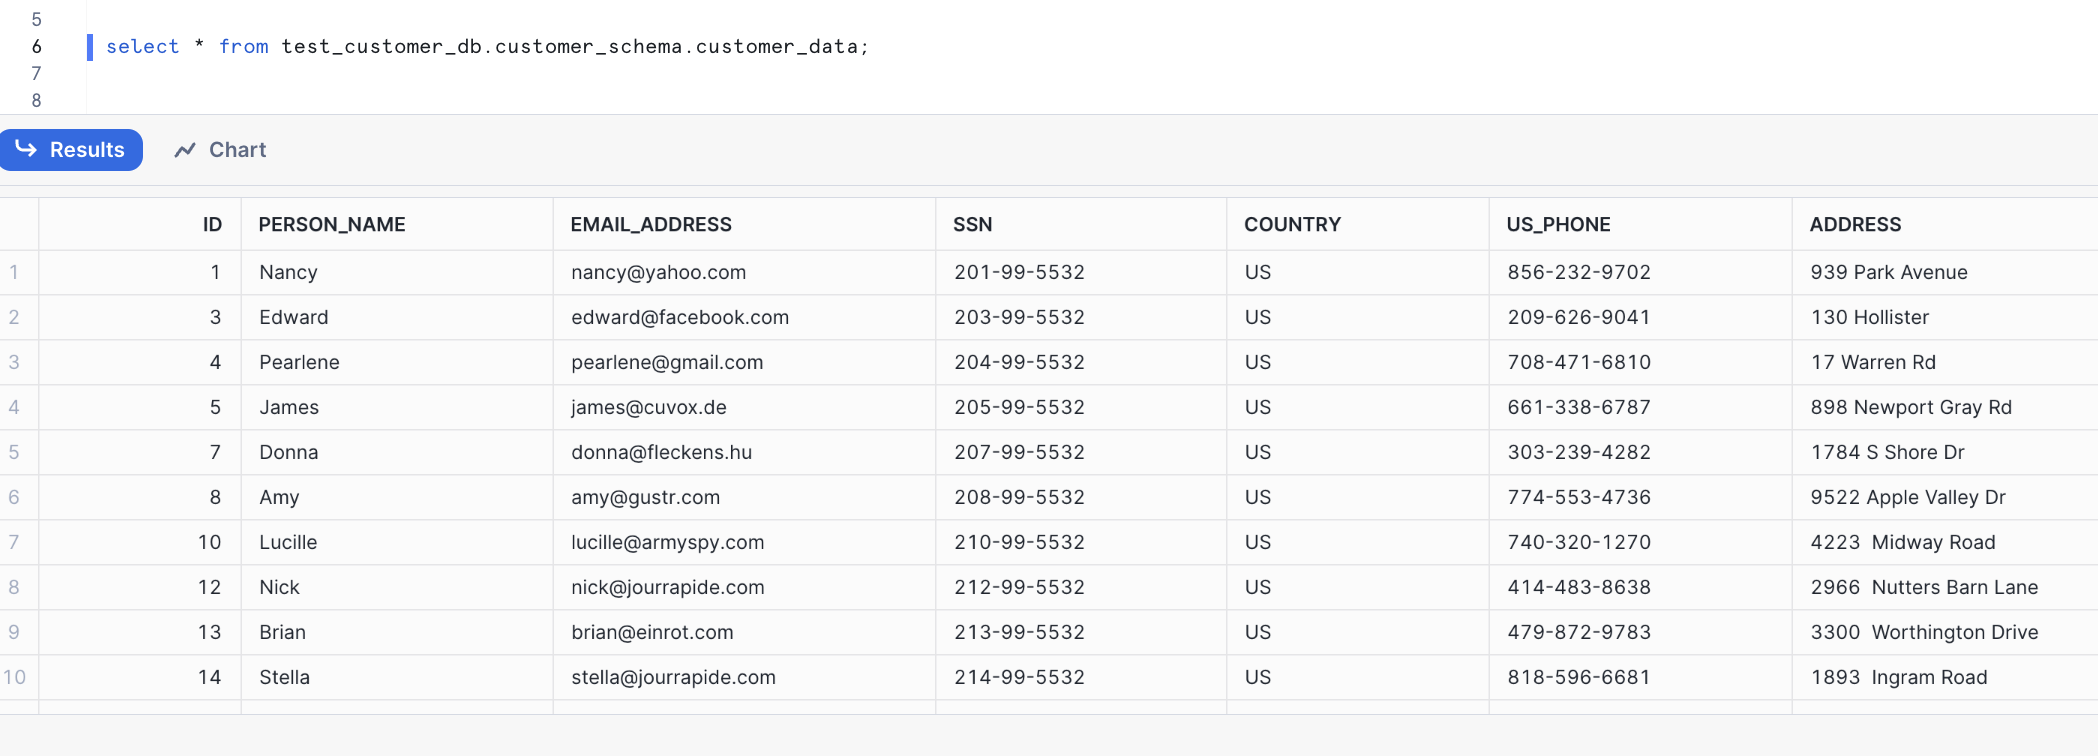 5
6 select * from test_customer_db.customer_schema.customer_data;
7
8
Results Chart
ID PERSON_NAME EMAIL_ADDRESS SSN COUNTRY US_PHONE ADDRESS
1 1 Nancy nancy@yahoo.com 201-99-5532 US 856-232-9702 939 Park Avenue
2 3 Edward edward@facebook.com 203-99-5532 US 209-626-9041 130 Hollister
3 4 Pearlene pearlene@gmail.com 204-99-5532 US 708-471-6810 17 Warren Rd
4 5 James james@cuvox.de 205-99-5532 US 661-338-6787 898 Newport Gray Rd
5 7 Donna donna@fleckens.hu 207-99-5532 US 303-239-4282 1784 S Shore Dr
6 8 Amy amy@gustr.com 208-99-5532 US 774-553-4736 9522 Apple Valley Dr
7 10 Lucille lucille@armyspy.com 210-99-5532 US 740-320-1270 4223 Midway Road
8 12 Nick nick@jourrapide.com 212-99-5532 US 414-483-8638 2966 Nutters Barn Lane
9 13 Brian brian@einrot.com 213-99-5532 US 479-872-9783 3300 Worthington Drive
10 14 Stella stella@jourrapide.com 214-99-5532 US 818-596-6681 1893 Ingram Road